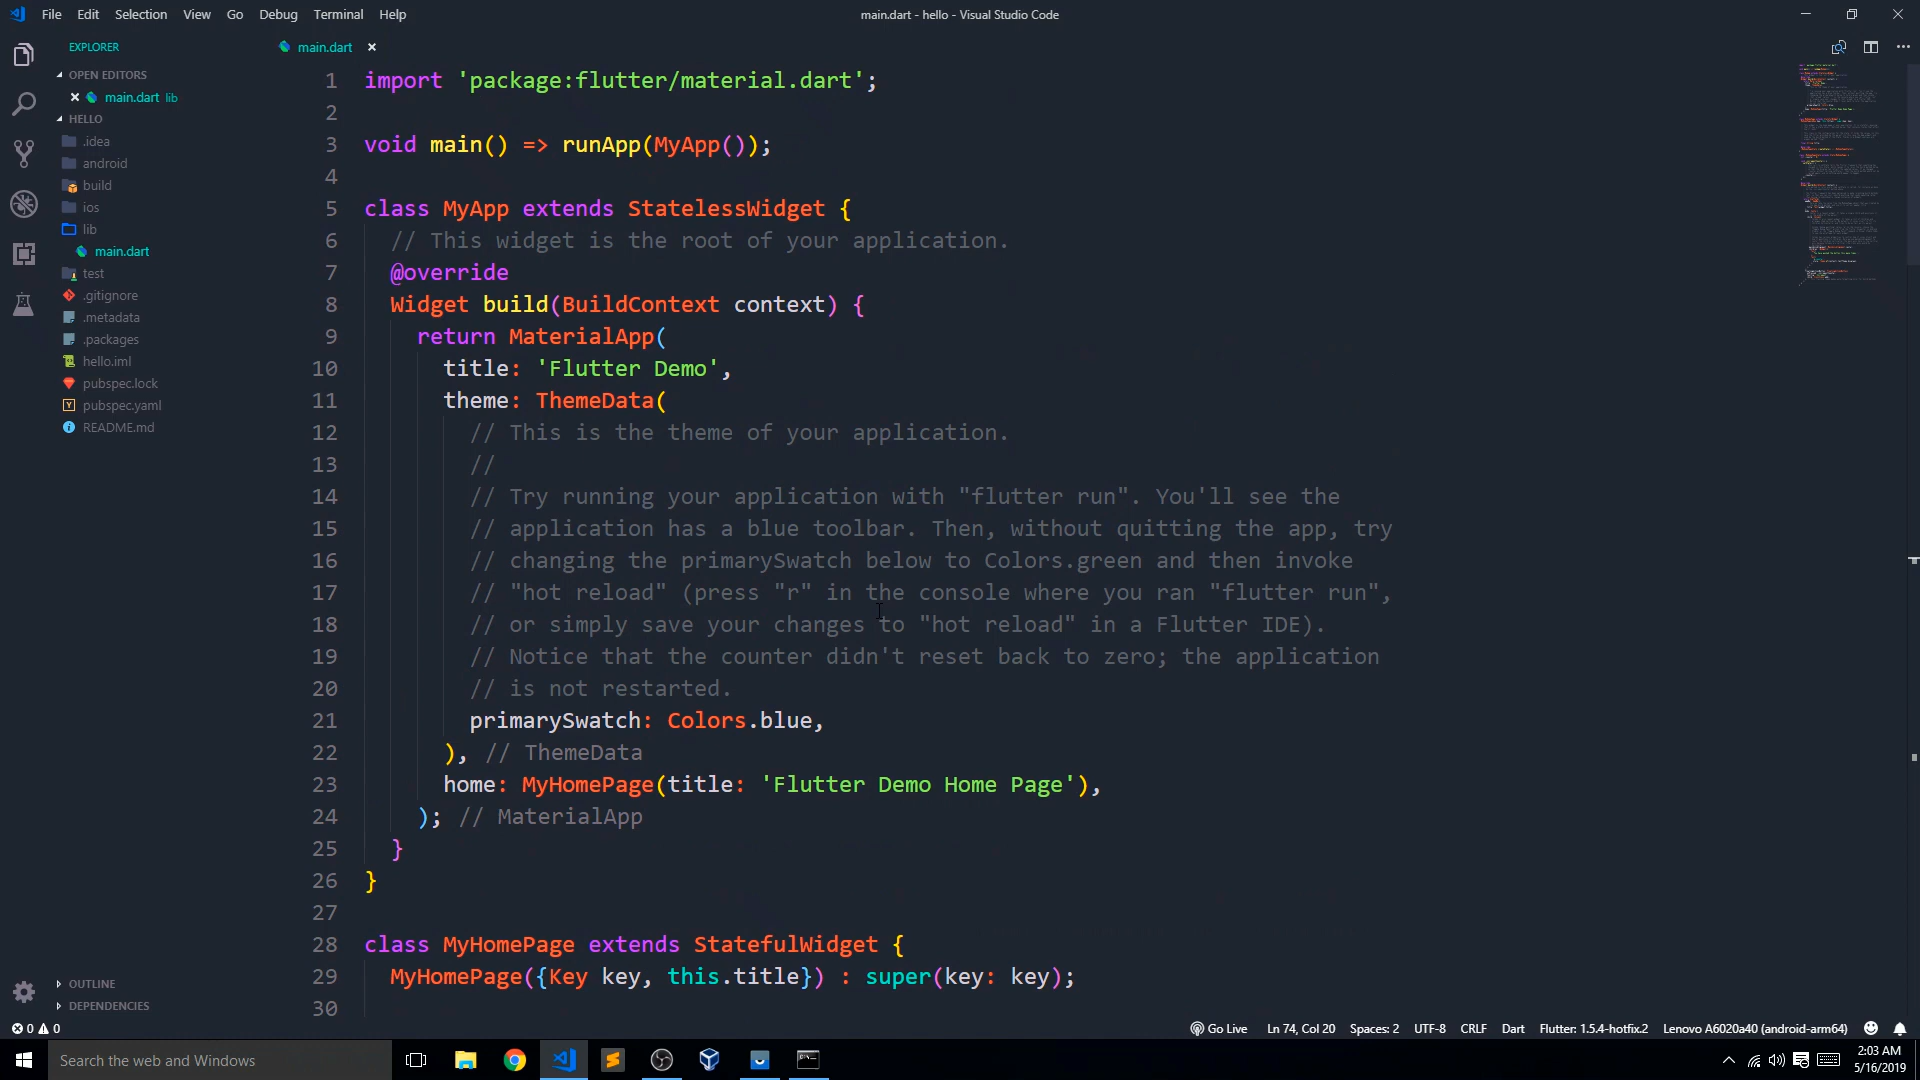 File Edit Selection View Go Debug Terminal Help
main.dart - hello - Visual Studio Code
EXPLORER
main.dart
OPEN EDITORS
main.dart lib
HELLO
.idea
android
build
ios
lib
main.dart
test
.gitignore
.metadata
.packages
hello.iml
pubspec.lock
pubspec.yaml
README.md
OUTLINE
DEPENDENCIES
1 import 'package:flutter/material.dart';
2
3 void main() => runApp(MyApp());
4
5 class MyApp extends StatelessWidget {
6 // This widget is the root of your application.
7 @override
8 Widget build(BuildContext context) {
9 return MaterialApp(
10 title: 'Flutter Demo',
11 theme: ThemeData(
12 // This is the theme of your application.
13 //
14 // Try running your application with "flutter run". You'll see the
15 // application has a blue toolbar. Then, without quitting the app, try
16 // changing the primarySwatch below to Colors.green and then invoke
17 // "hot reload" (press "r" in the console where you ran "flutter run",
18 // or simply save your changes to "hot reload" in a Flutter IDE).
19 // Notice that the counter didn't reset back to zero; the application
20 // is not restarted.
21 primarySwatch: Colors.blue,
22 ), // ThemeData
23 home: MyHomePage(title: 'Flutter Demo Home Page'),
24 ); // MaterialApp
25 }
26 }
27
28 class MyHomePage extends StatefulWidget {
29 MyHomePage({Key key, this.title}) : super(key: key);
30
0 0
Go Live Ln 74, Col 20 Spaces: 2 UTF-8 CRLF Dart Flutter: 1.5.4-hotfix.2 Lenovo A6020a40 (android-arm64)
Search the web and Windows
2:03 AM
5/16/2019